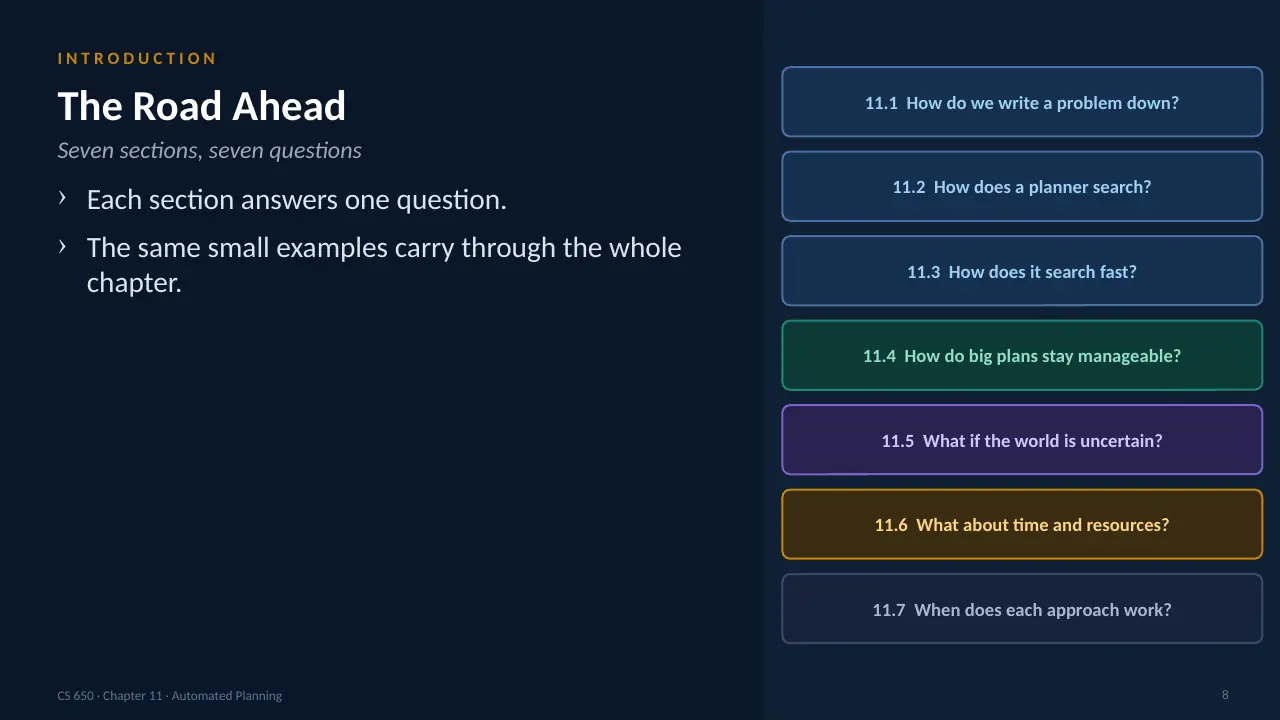 INTRODUCTION
The Road Ahead
Seven sections, seven questions
› Each section answers one question.
› The same small examples carry through the whole
chapter.
11.1 How do we write a problem down?
11.2 How does a planner search?
11.3 How does it search fast?
11.4 How do big plans stay manageable?
11.5 What if the world is uncertain?
11.6 What about time and resources?
11.7 When does each approach work?
CS 650 · Chapter 11 · Automated Planning
8